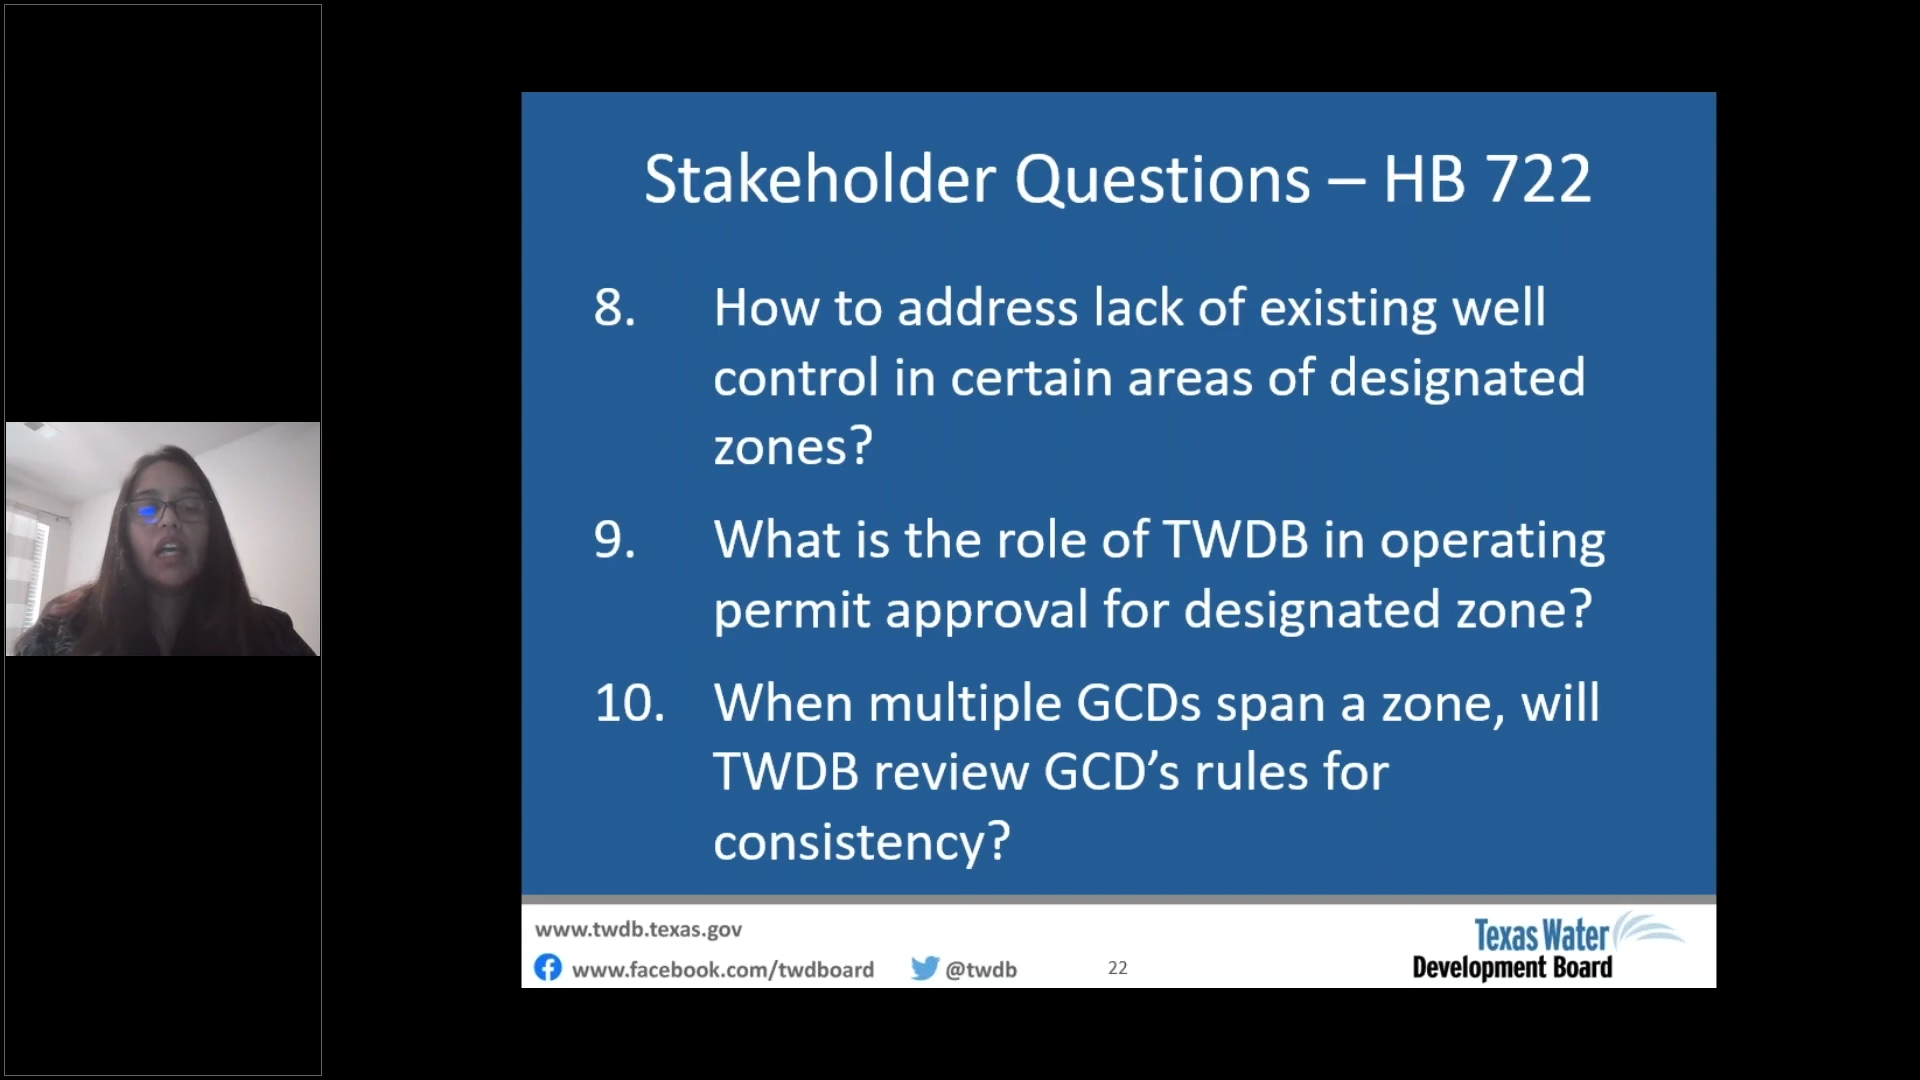 Stakeholder Questions – HB 722
8. How to address lack of existing well
control in certain areas of designated
zones?
9. What is the role of TWDB in operating
permit approval for designated zone?
10. When multiple GCDs span a zone, will
TWDB review GCD’s rules for
consistency?
www.twdb.texas.gov
www.facebook.com/twdboard @twdb 22
Texas Water
Development Board